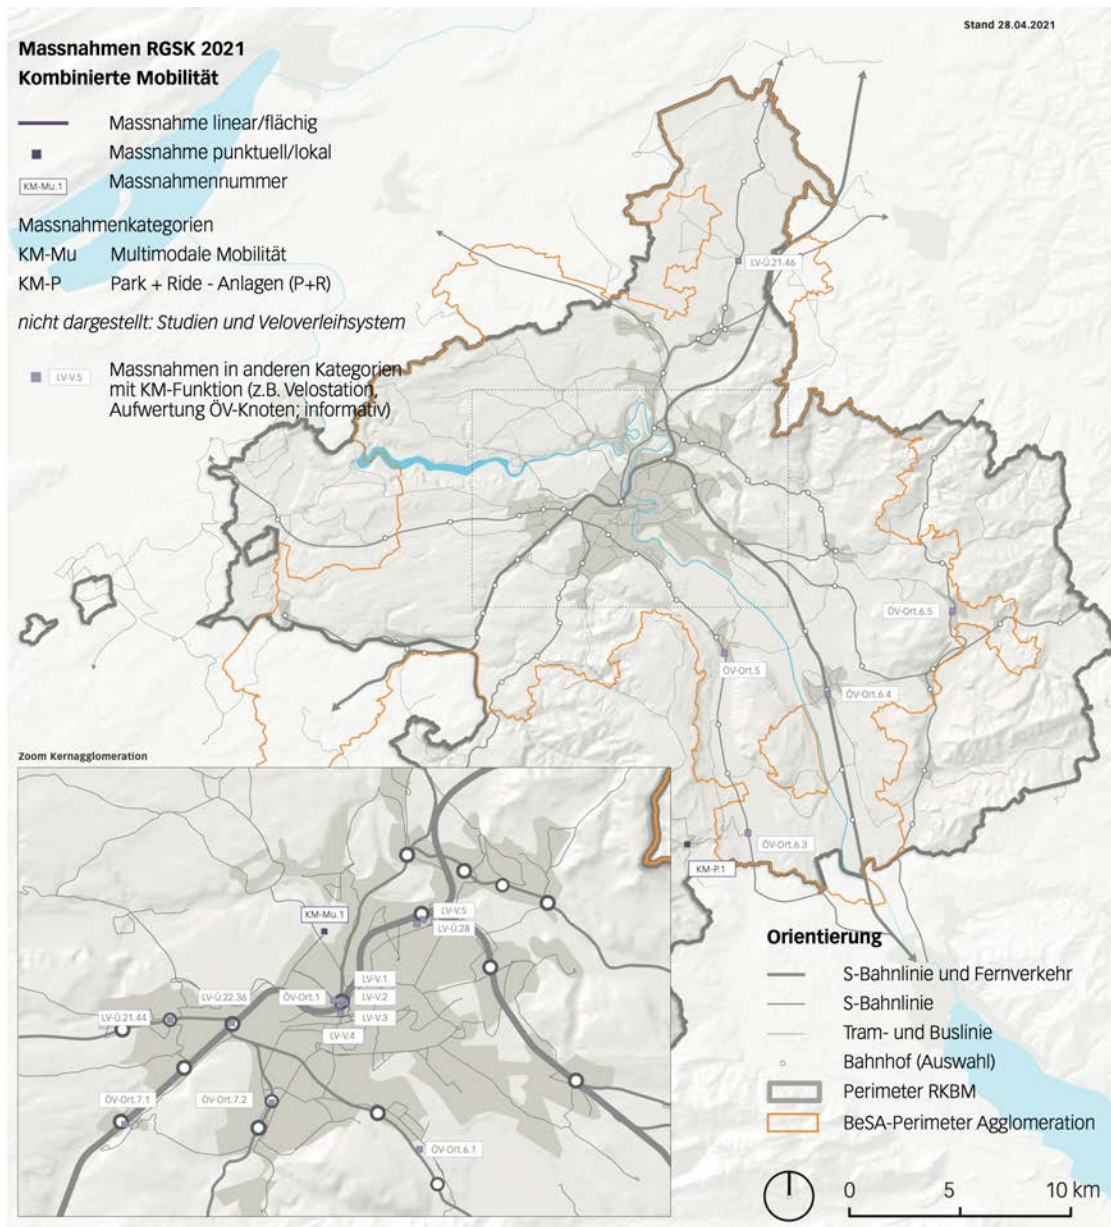 Stand 28.04.2021
Massnahmen RGSK 2021
Kombinierte Mobilität
Massnahme linear/flächig
Massnahme punktuell/lokal
KM-Mu.1 Massnahmennummer
Massnahmenkategorien
KM-Mu Multimodale Mobilität
KM-P Park + Ride - Anlagen (P+R)
nicht dargestellt: Studien und Veloverleihsystem
LV-V.5 Massnahmen in anderen Kategorien
mit KM-Funktion (z.B. Velostation,
Aufwertung ÖV-Knoten; informativ)
LV-Ü.21.46
ÖV-Ort.6.5
ÖV-Ort.5
ÖV-Ort.6.4
ÖV-Ort.6.3
KM-P.1
Zoom Kernagglomeration
KM-Mu.1
LV-V.5
LV-Ü.28
LV-V.1
ÖV-Ort.1
LV-V.2
LV-Ü.22.36
LV-V.3
LV-Ü.21.44
LV-V.4
ÖV-Ort.7.1
ÖV-Ort.7.2
ÖV-Ort.6.1
Orientierung
S-Bahnlinie und Fernverkehr
S-Bahnlinie
Tram- und Buslinie
Bahnhof (Auswahl)
Perimeter RKBM
BeSA-Perimeter Agglomeration
0 5 10 km